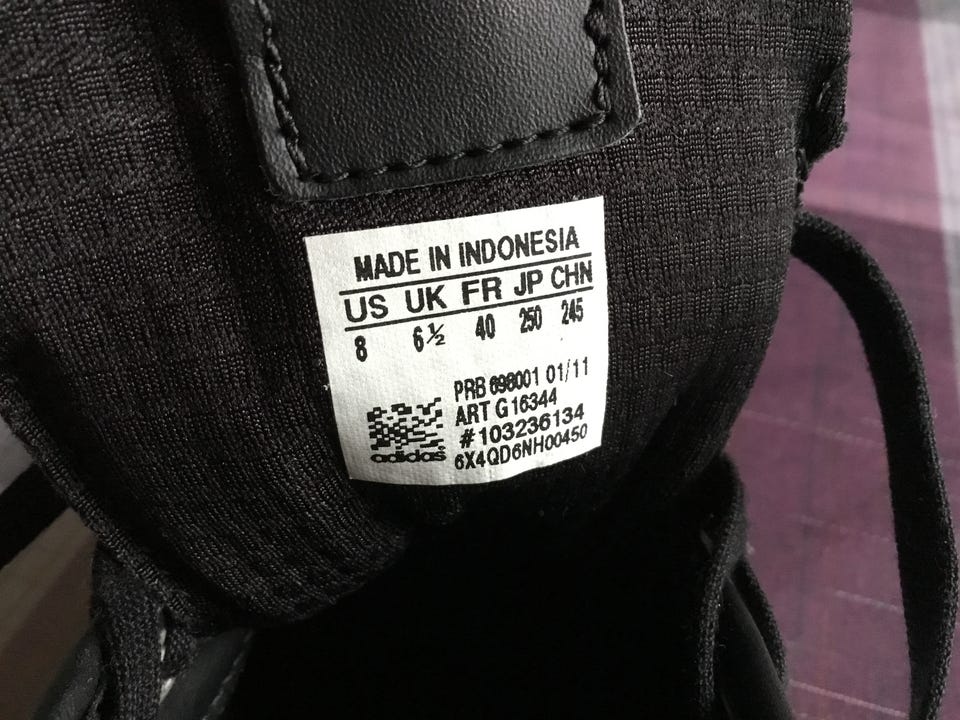 MADE IN INDONESIA
US UK FR JP CHN
8 6½ 40 250 245
PRB 698001 01/11
ART G16344
#103236134
adidas 6X4QD6NH00450